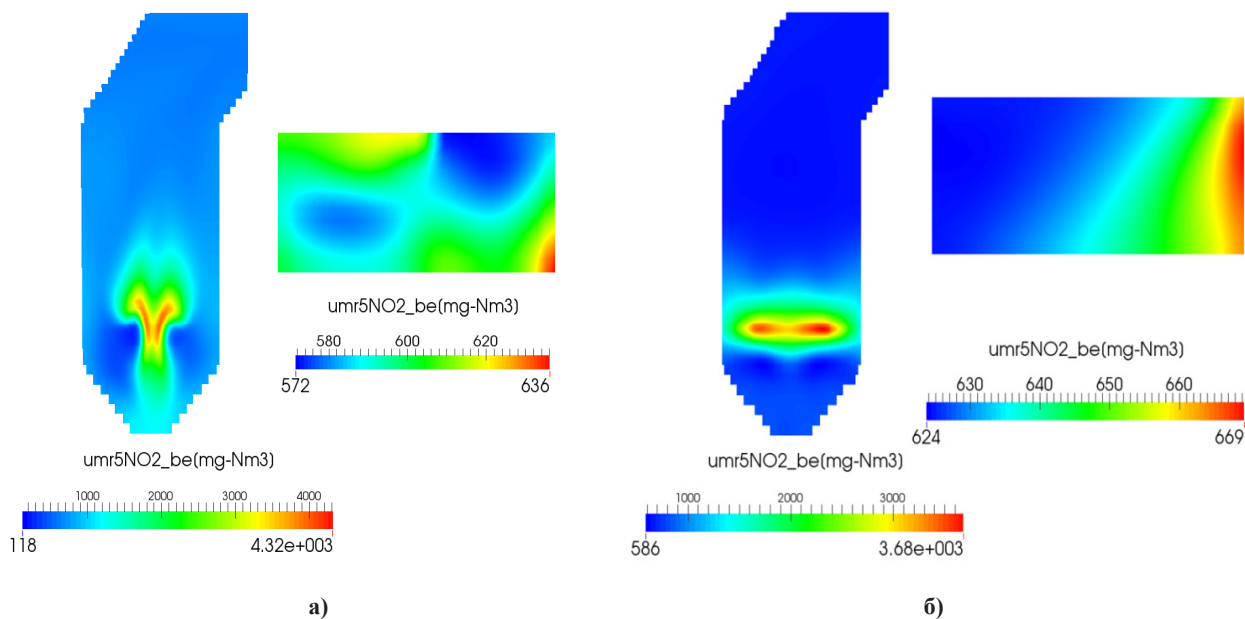 umr5NO2_be(mg-Nm3)
580 600 620
572 636
umr5NO2_be(mg-Nm3)
1000 2000 3000 4000
118 4.32e+003
а)
umr5NO2_be(mg-Nm3)
630 640 650 660
624 669
umr5NO2_be(mg-Nm3)
1000 2000 3000
586 3.68e+003
б)